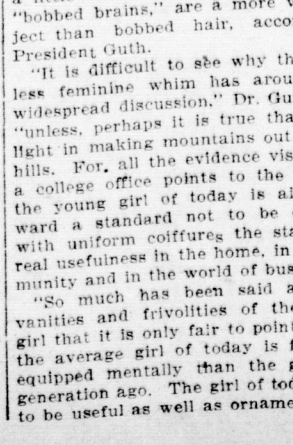 "bobbed brains," are a more
ject than bobbed hair, acco
President Guth.
"It is difficult to see why th
less feminine whim has arou
widespread discussion," Dr. Gu
"unless, perhaps it is true tha
light in making mountains out
hills. For, all the evidence vis
a college office points to the
the young girl of today is al
ward a standard not to be
with uniform coiffures the sta
real usefulness in the home, in
munity and in the world of bus
"So much has been said a
vanities and frivolities of the
girl that it is only fair to poin
the average girl of today is f
equipped mentally than the g
generation ago. The girl of tod
to be useful as well as orname